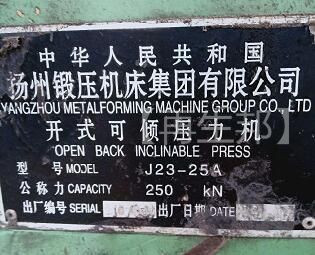 中华人民共和国
扬州锻压机床集团有限公司
YANGZHOU METALFORMING MACHINE GROUP CO., LTD
开式可倾压力机
OPEN BACK INCLINABLE PRESS
型 号 MODEL J23-25A
公称力 CAPACITY 250 kN
出厂编号 SERIAL 出厂日期 DATE